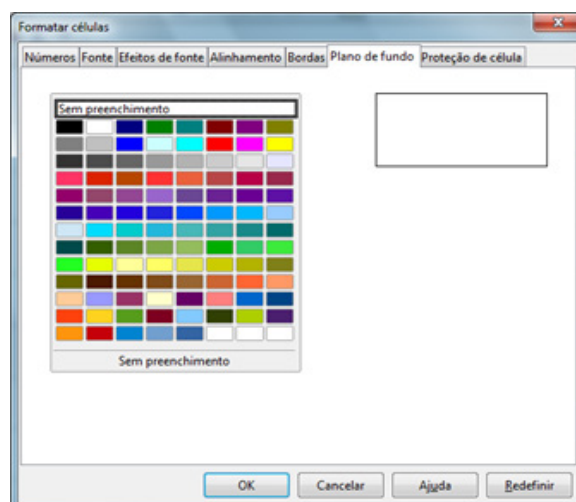 Formatar células
Números Fonte Efeitos de fonte Alinhamento Bordas Plano de fundo Proteção de célula
Sem preenchimento
Sem preenchimento
OK Cancelar Ajuda Redefinir